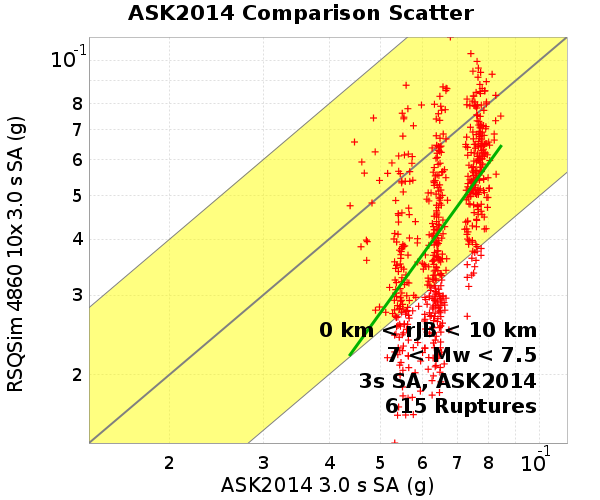 ASK2014 Comparison Scatter
RSQSim 4860 10x 3.0 s SA (g)
10⁻¹
8
7
6
5
4
3
2
0 km < rJB < 10 km
7 < Mw < 7.5
3s SA, ASK2014
615 Ruptures
2 3 4 5 6 7 8 10⁻¹
ASK2014 3.0 s SA (g)